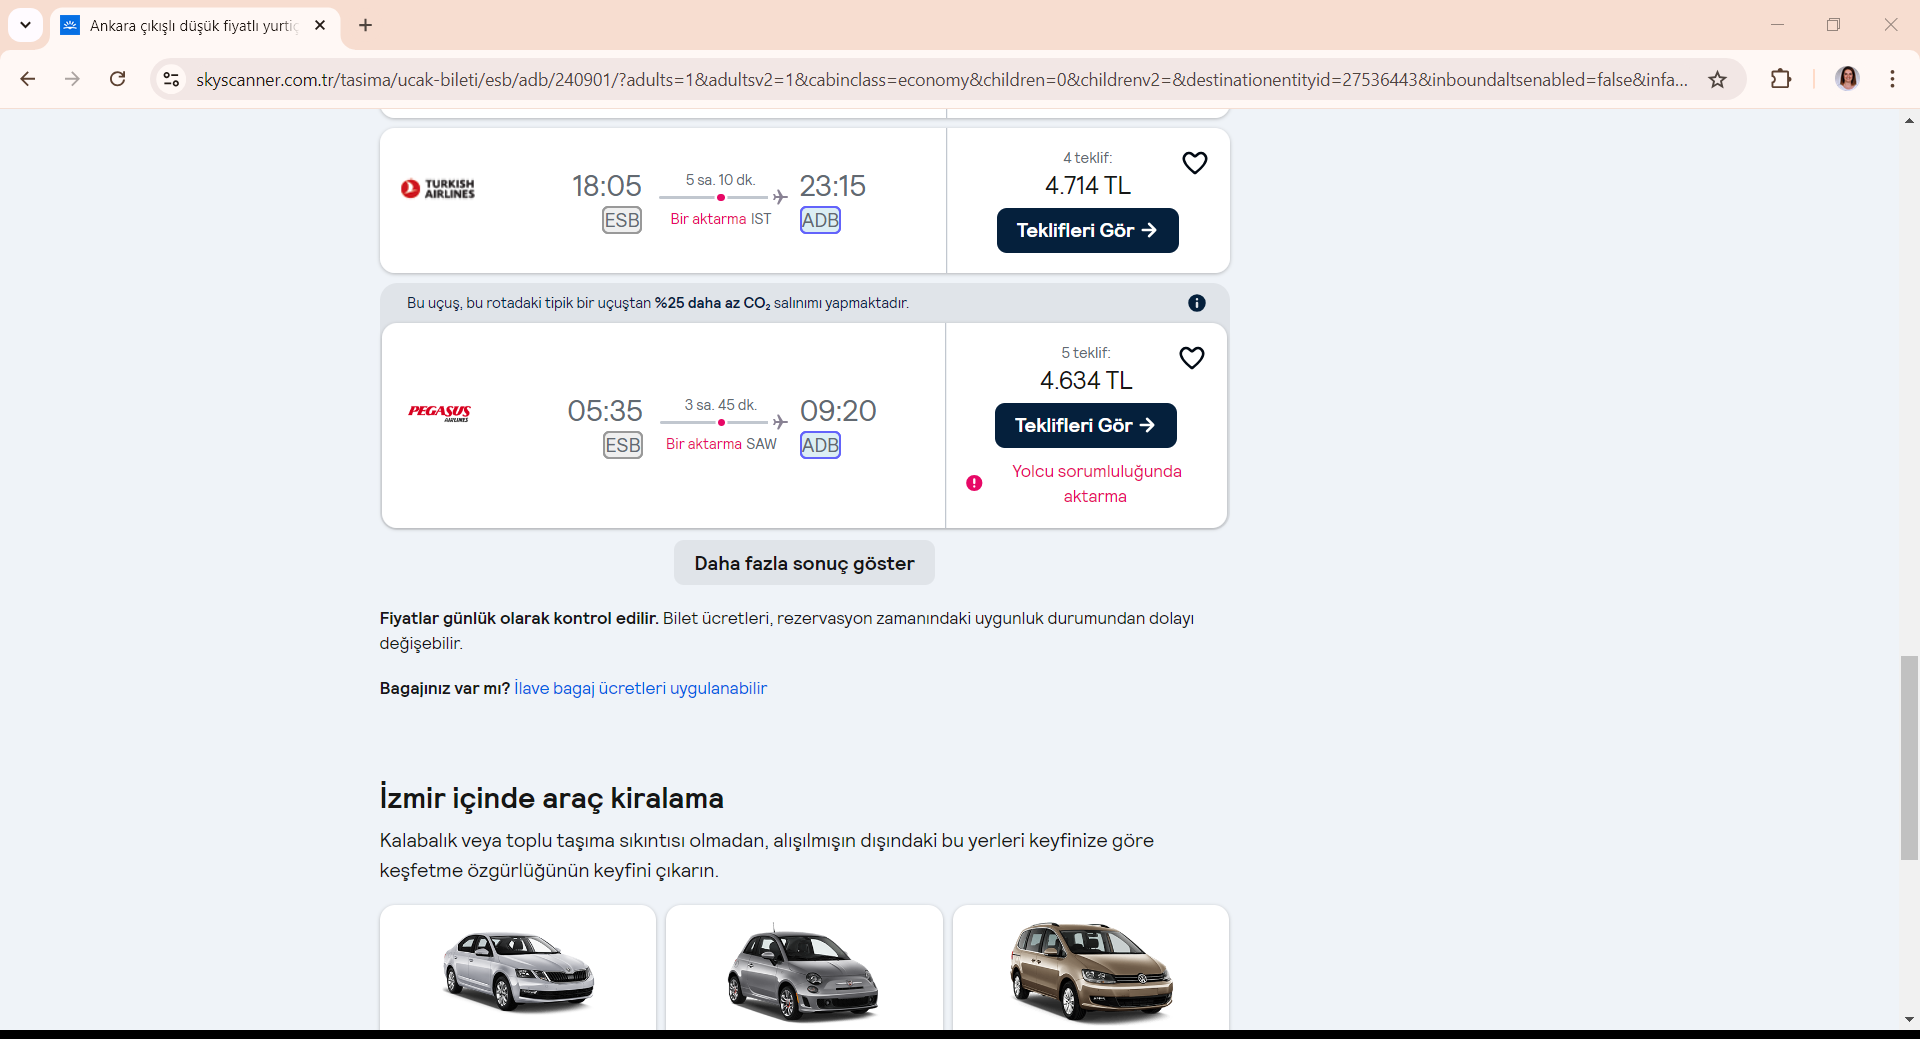 Ankara çıkışlı düşük fiyatlı yurtiç
skyscanner.com.tr/tasima/ucak-bileti/esb/adb/240901/?adults=1&adultsv2=1&cabinclass=economy&children=0&childrenv2=&destinationentityid=27536443&inboundaltsenabled=false&infa...
TURKISH
AIRLINES
18:05
5 sa. 10 dk.
23:15
ESB
Bir aktarma IST
ADB
4 teklif:
4.714 TL
Teklifleri Gör →
Bu uçuş, bu rotadaki tipik bir uçuştan %25 daha az CO₂ salınımı yapmaktadır.
PEGASUS
AIRLINES
05:35
3 sa. 45 dk.
09:20
ESB
Bir aktarma SAW
ADB
5 teklif:
4.634 TL
Teklifleri Gör →
Yolcu sorumluluğunda
aktarma
Daha fazla sonuç göster
Fiyatlar günlük olarak kontrol edilir. Bilet ücretleri, rezervasyon zamanındaki uygunluk durumundan dolayı
değişebilir.
Bagajınız var mı? İlave bagaj ücretleri uygulanabilir
İzmir içinde araç kiralama
Kalabalık veya toplu taşıma sıkıntısı olmadan, alışılmışın dışındaki bu yerleri keyfinize göre
keşfetme özgürlüğünün keyfini çıkarın.